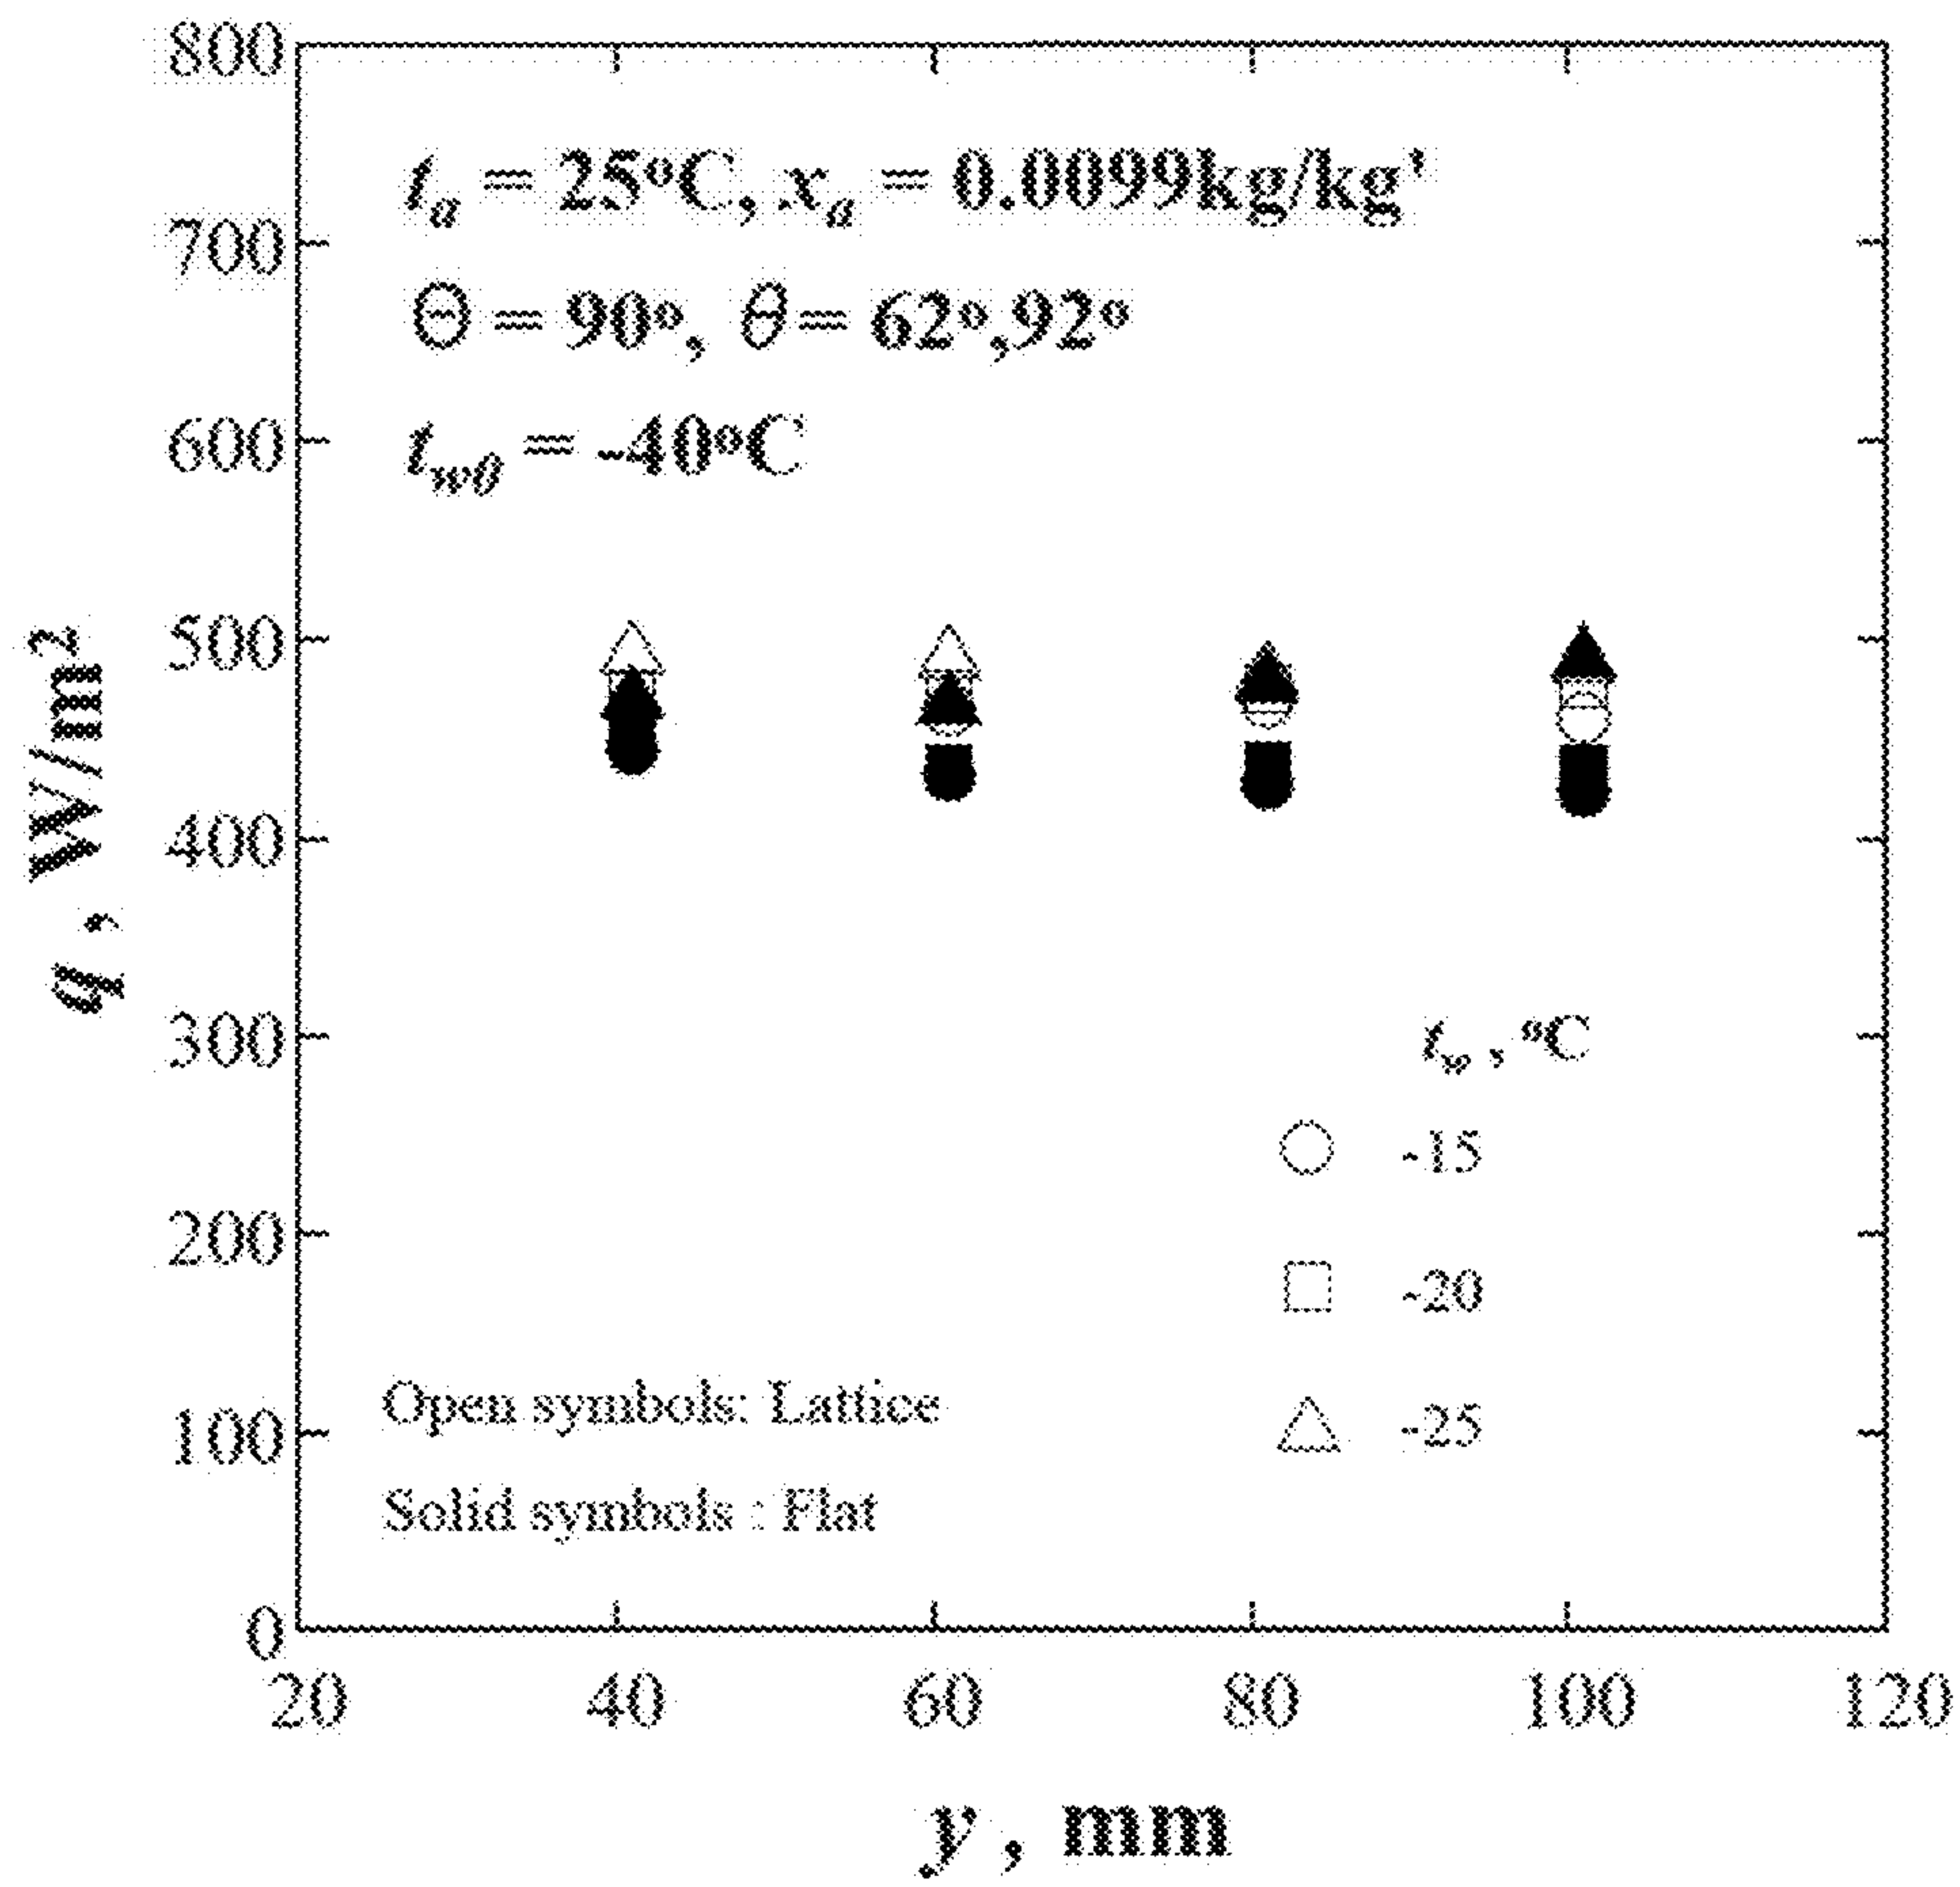 800
700
600
500
400
300
200
100
0
q , W/m²
t_a = 25°C, x_a = 0.0099kg/kg'
Θ = 90°, θ = 62°,92°
t_w0 = -40°C
t_w , °C
-15
-20
-25
Open symbols: Lattice
Solid symbols : Flat
20 40 60 80 100 120
y , mm